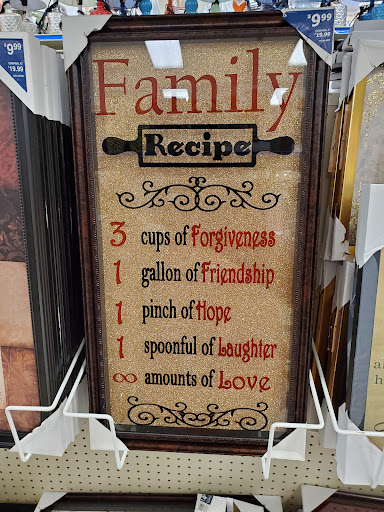 $9.99
$9.99
Family
Recipe
3 cups of Forgiveness
1 gallon of Friendship
1 pinch of Hope
1 spoonful of Laughter
∞ amounts of Love